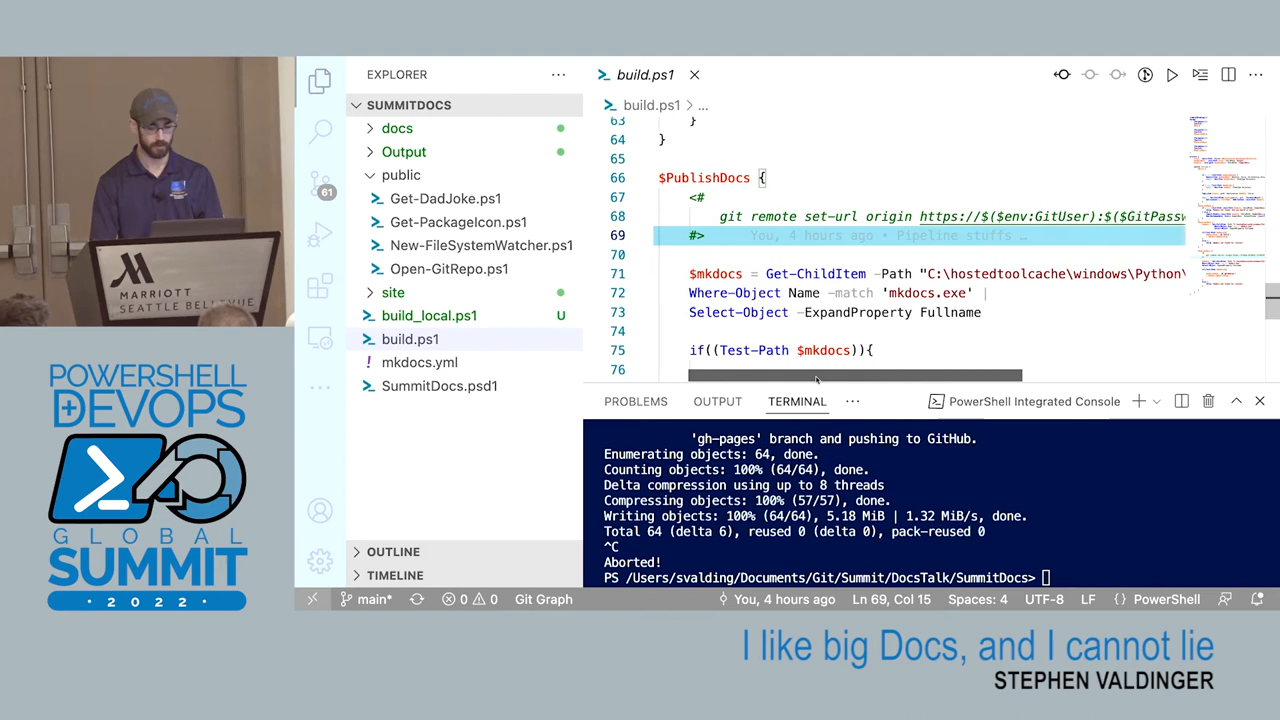 MARRIOTT
SEATTLE BELLEVUE
POWERSHELL
DEVOPS
GLOBAL
SUMMIT
· 2022 ·
EXPLORER
SUMMITDOCS
docs
Output
public
Get-DadJoke.ps1
New-FileSystemWatcher.ps1
Open-GitRepo.ps1
site
build_local.ps1 U
build.ps1
mkdocs.yml
SummitDocs.psd1
OUTLINE
TIMELINE
61
build.ps1
build.ps1 > ...
63 }
64 }
65
66 $PublishDocs {
67 <#
68 git remote set-url origin
69 #> You, 4 hours ago • Pipeline stuffs …
70
71 $mkdocs = Get-ChildItem -Path "C:\hostedtoolcache\windows\Python\
72 Where-Object Name -match 'mkdocs.exe' |
73 Select-Object -ExpandProperty Fullname
74
75 if((Test-Path $mkdocs)){
76
PROBLEMS OUTPUT TERMINAL ··· PowerShell Integrated Console
'gh-pages' branch and pushing to GitHub.
Enumerating objects: 64, done.
Counting objects: 100% (64/64), done.
Delta compression using up to 8 threads
Compressing objects: 100% (57/57), done.
Writing objects: 100% (64/64), 5.18 MiB | 1.32 MiB/s, done.
Total 64 (delta 6), reused 0 (delta 0), pack-reused 0
^C
Aborted!
PS /Users/svalding/Documents/Git/Summit/DocsTalk/SummitDocs>
main* 0 0 Git Graph You, 4 hours ago Ln 69, Col 15 Spaces: 4 UTF-8 LF {} PowerShell
I like big Docs, and I cannot lie
STEPHEN VALDINGER